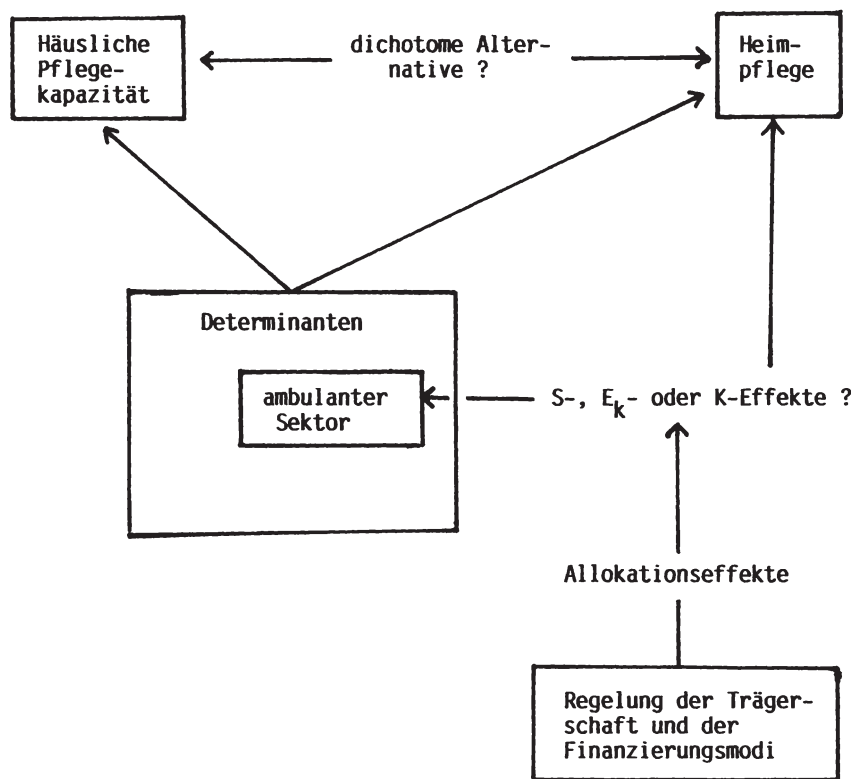 Häusliche
Pflege-
kapazität
dichotome Alter-
native ?
Heim-
pflege
Determinanten
ambulanter
Sektor
S-, Ek- oder K-Effekte ?
Allokationseffekte
Regelung der Träger-
schaft und der
Finanzierungsmodi